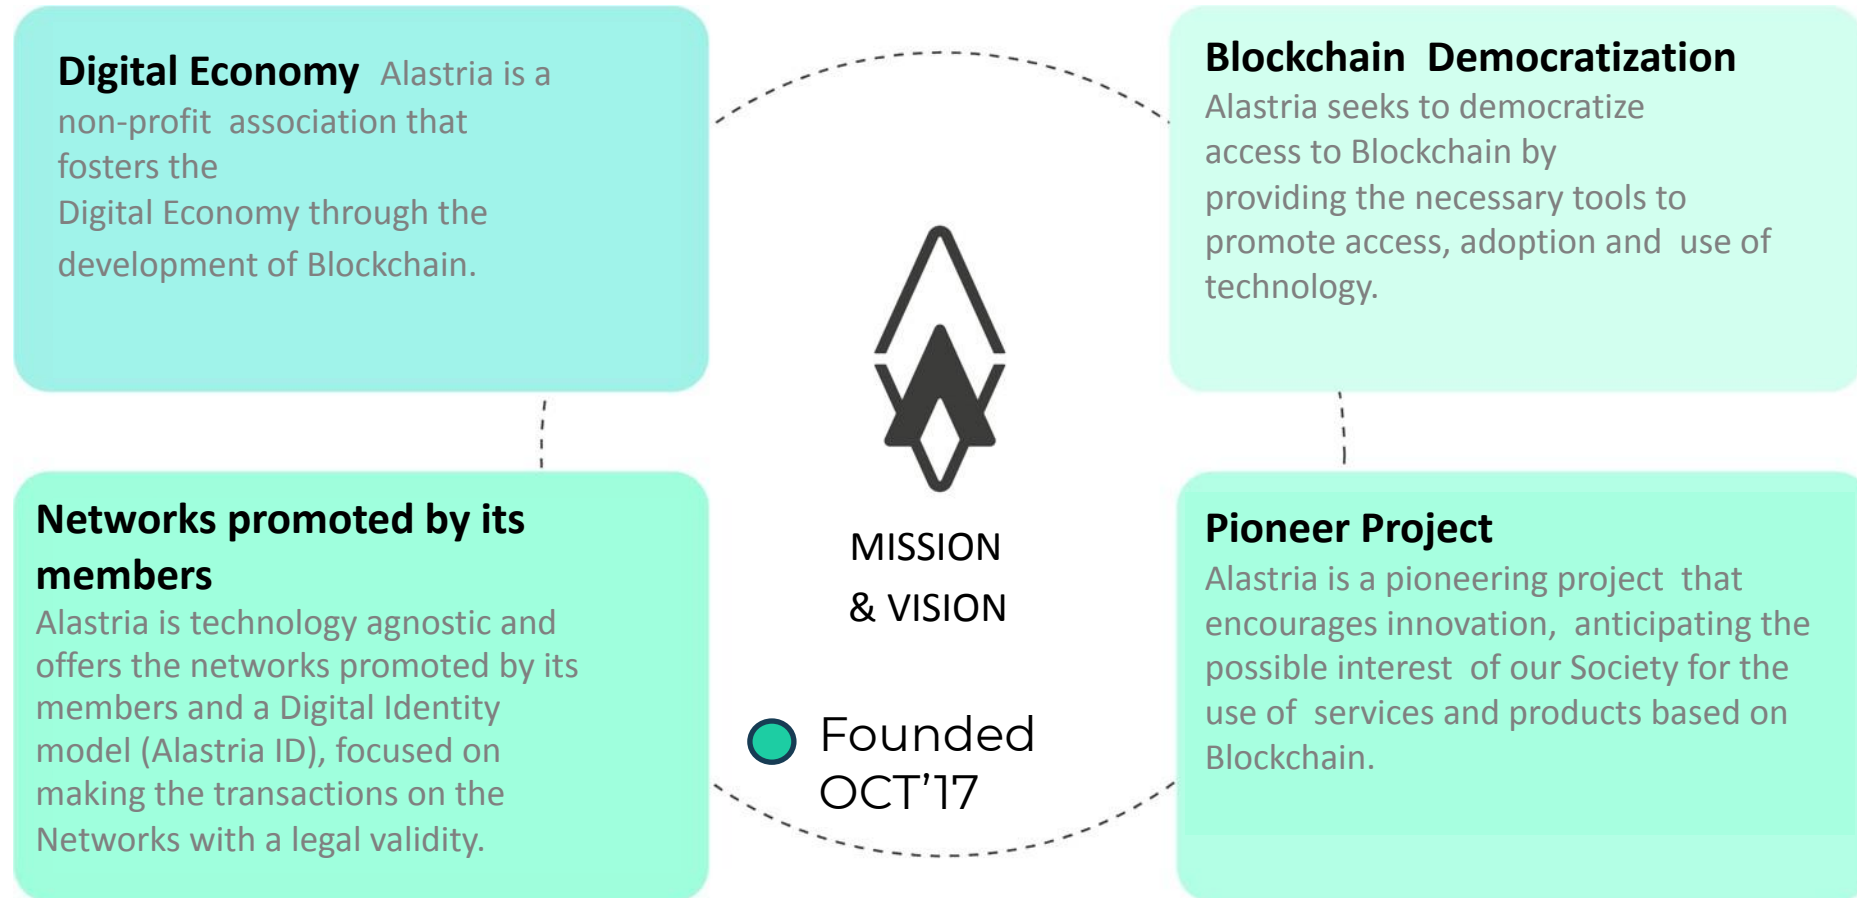 Digital Economy Alastria is a
non-profit association that
fosters the
Digital Economy through the
development of Blockchain.
Blockchain Democratization
Alastria seeks to democratize
access to Blockchain by
providing the necessary tools to
promote access, adoption and use of
technology.
Networks promoted by its
members
Alastria is technology agnostic and
offers the networks promoted by its
members and a Digital Identity
model (Alastria ID), focused on
making the transactions on the
Networks with a legal validity.
MISSION
& VISION
Founded
OCT’17
Pioneer Project
Alastria is a pioneering project that
encourages innovation, anticipating the
possible interest of our Society for the
use of services and products based on
Blockchain.